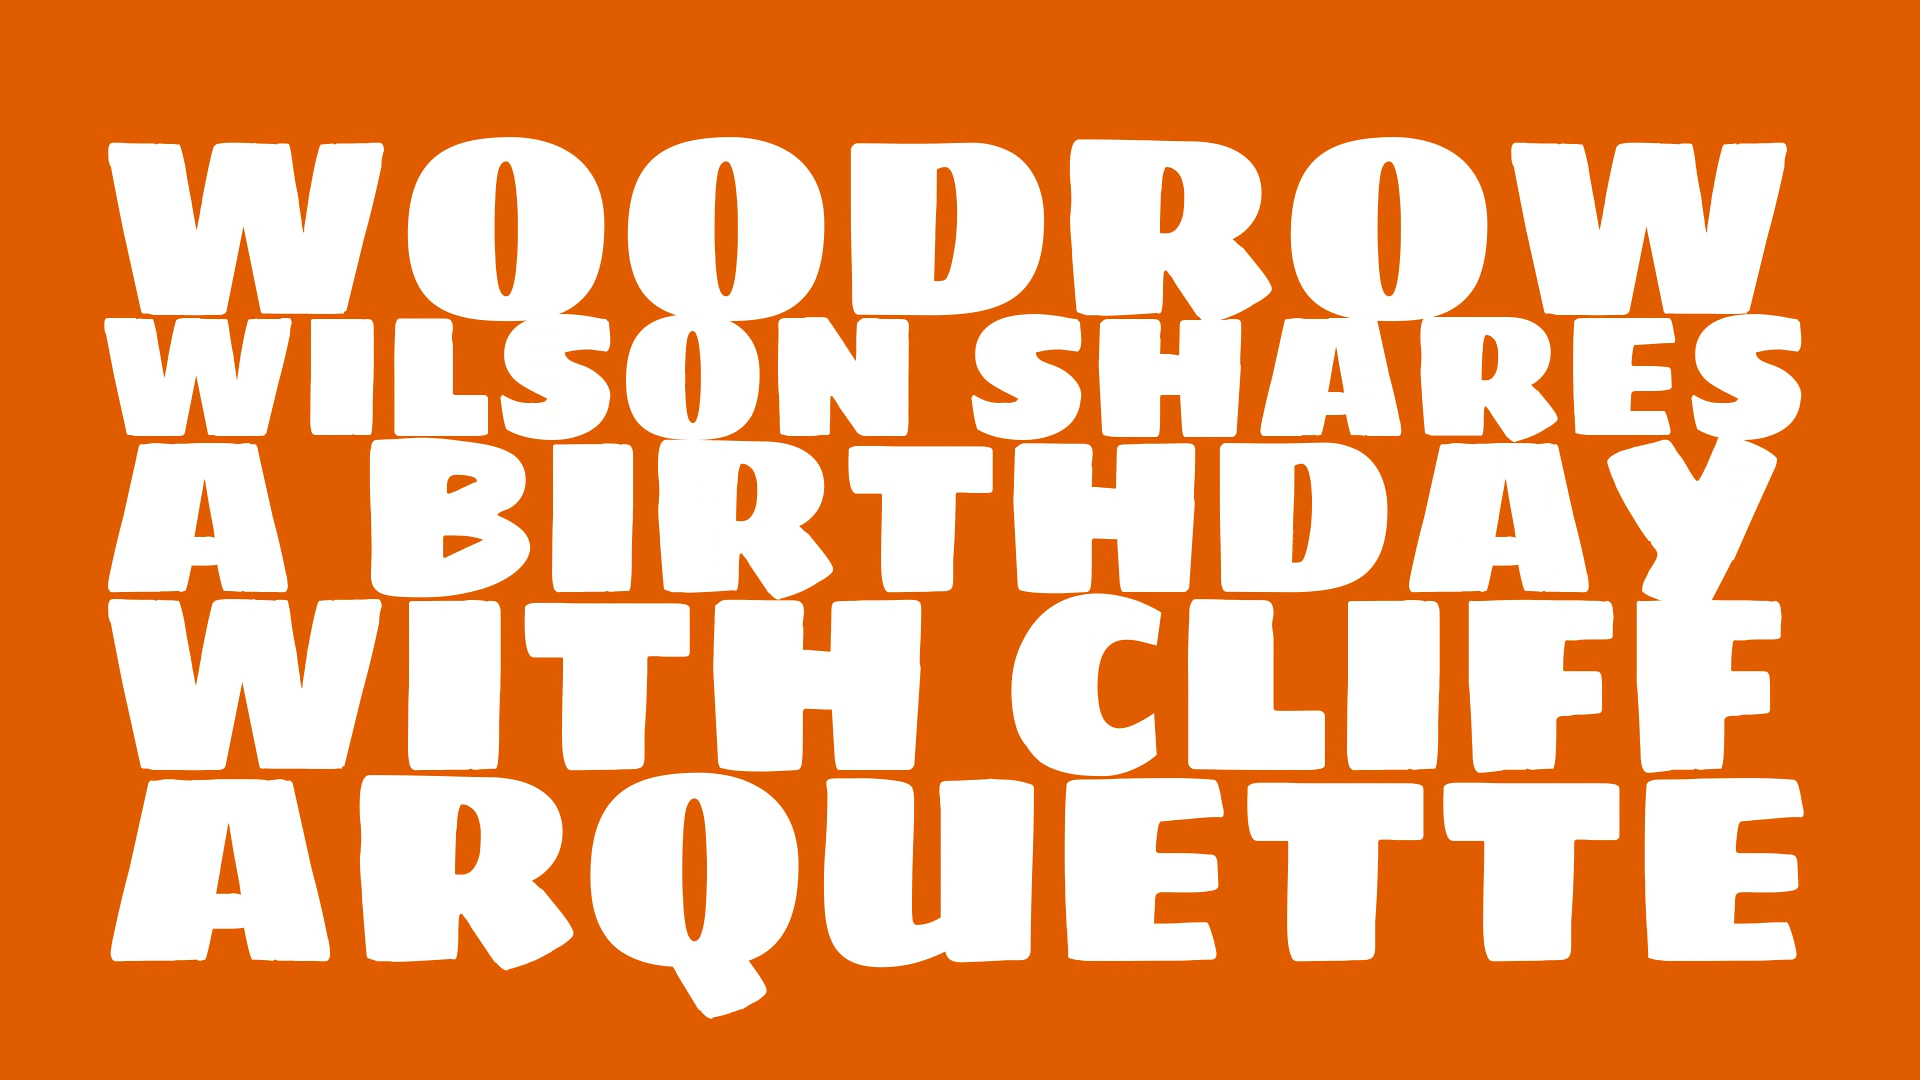 WOODROW
WILSON SHARES
A BIRTHDAY
WITH CLIFF
ARQUETTE